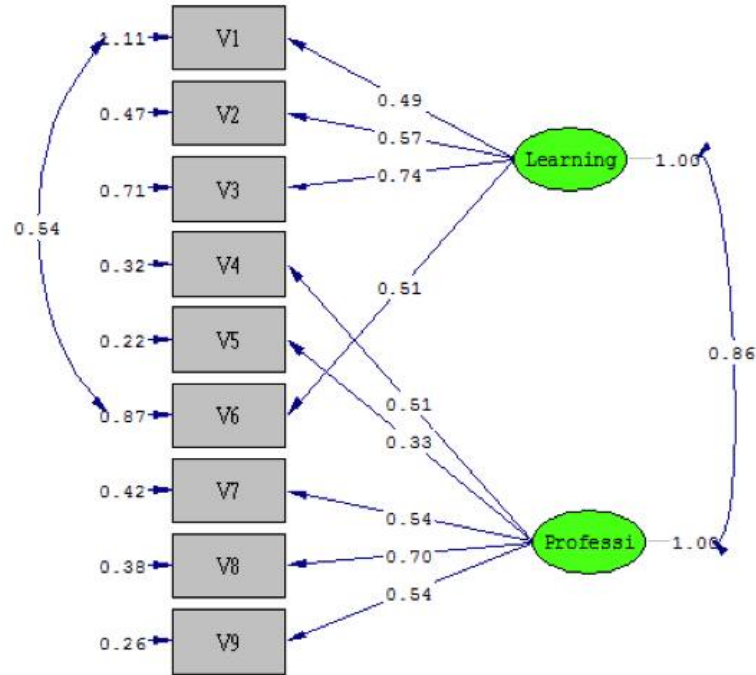 1.11 V1
0.47 V2
0.71 V3
0.32 V4
0.22 V5
0.87 V6
0.42 V7
0.38 V8
0.26 V9
0.54
0.49
0.57
0.74
0.51
0.51
0.33
0.54
0.70
0.54
Learning 1.00
0.86
Professi 1.00